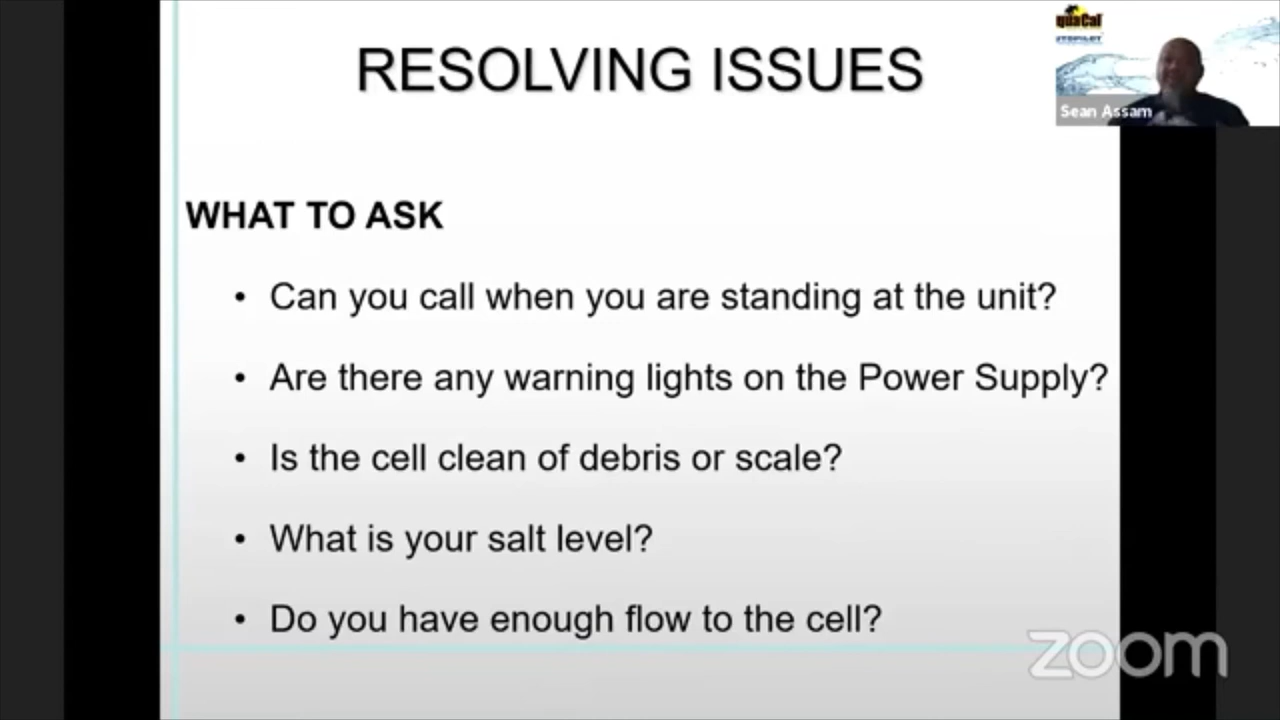 RESOLVING ISSUES
Sean Assam
WHAT TO ASK
• Can you call when you are standing at the unit?
• Are there any warning lights on the Power Supply?
• Is the cell clean of debris or scale?
• What is your salt level?
• Do you have enough flow to the cell?
zoom